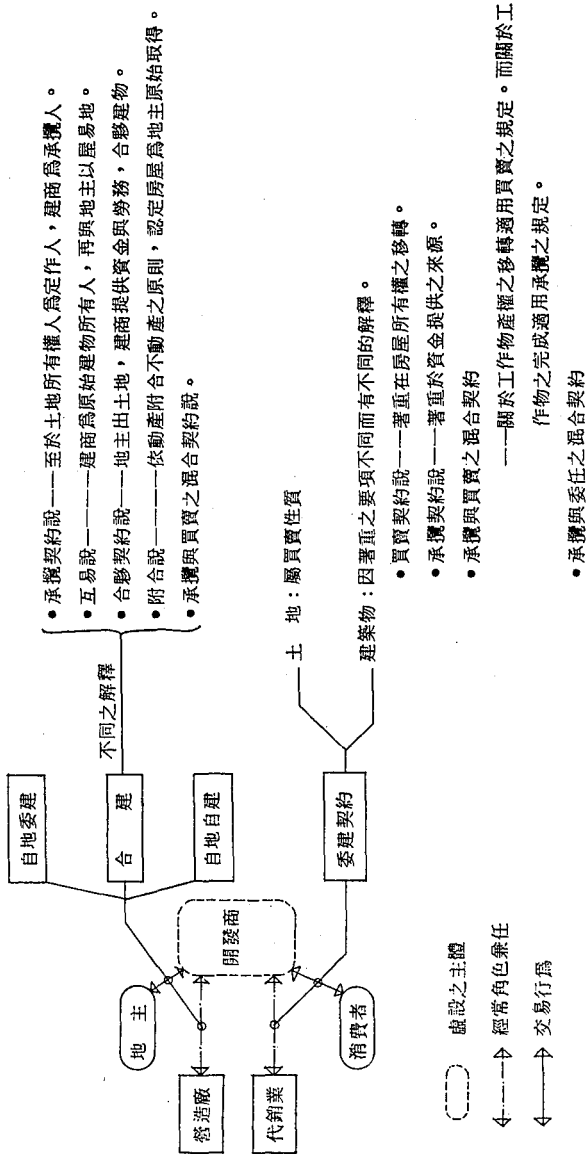 自地委建
合建
自地自建
不同之解釋
● 承攬契約說——至於土地所有權人爲定作人，建商爲承攬人。
● 互易說————建商爲原始建物所有人，再與地主以屋易地。
● 合夥契約說——地主出土地，建商提供資金與勞務，合夥建物。
● 附合說————依動產附合不動產之原則，認定房屋爲地主原始取得。
● 承攬與買賣之混合契約說。
地主
營造廠
開發商
代銷業
消費者
委建契約
土　地：屬買賣性質
建築物：因著重之要項不同而有不同的解釋。
● 買賣契約說——著重在房屋所有權之移轉。
● 承攬契約說——著重於資金提供之來源。
● 承攬與買賣之混合契約
——關於工作物產權之移轉適用買賣之規定。而關於工
作物之完成適用承攬之規定。
● 承攬與委任之混合契約
虛設之主體
經常角色兼任
交易行爲